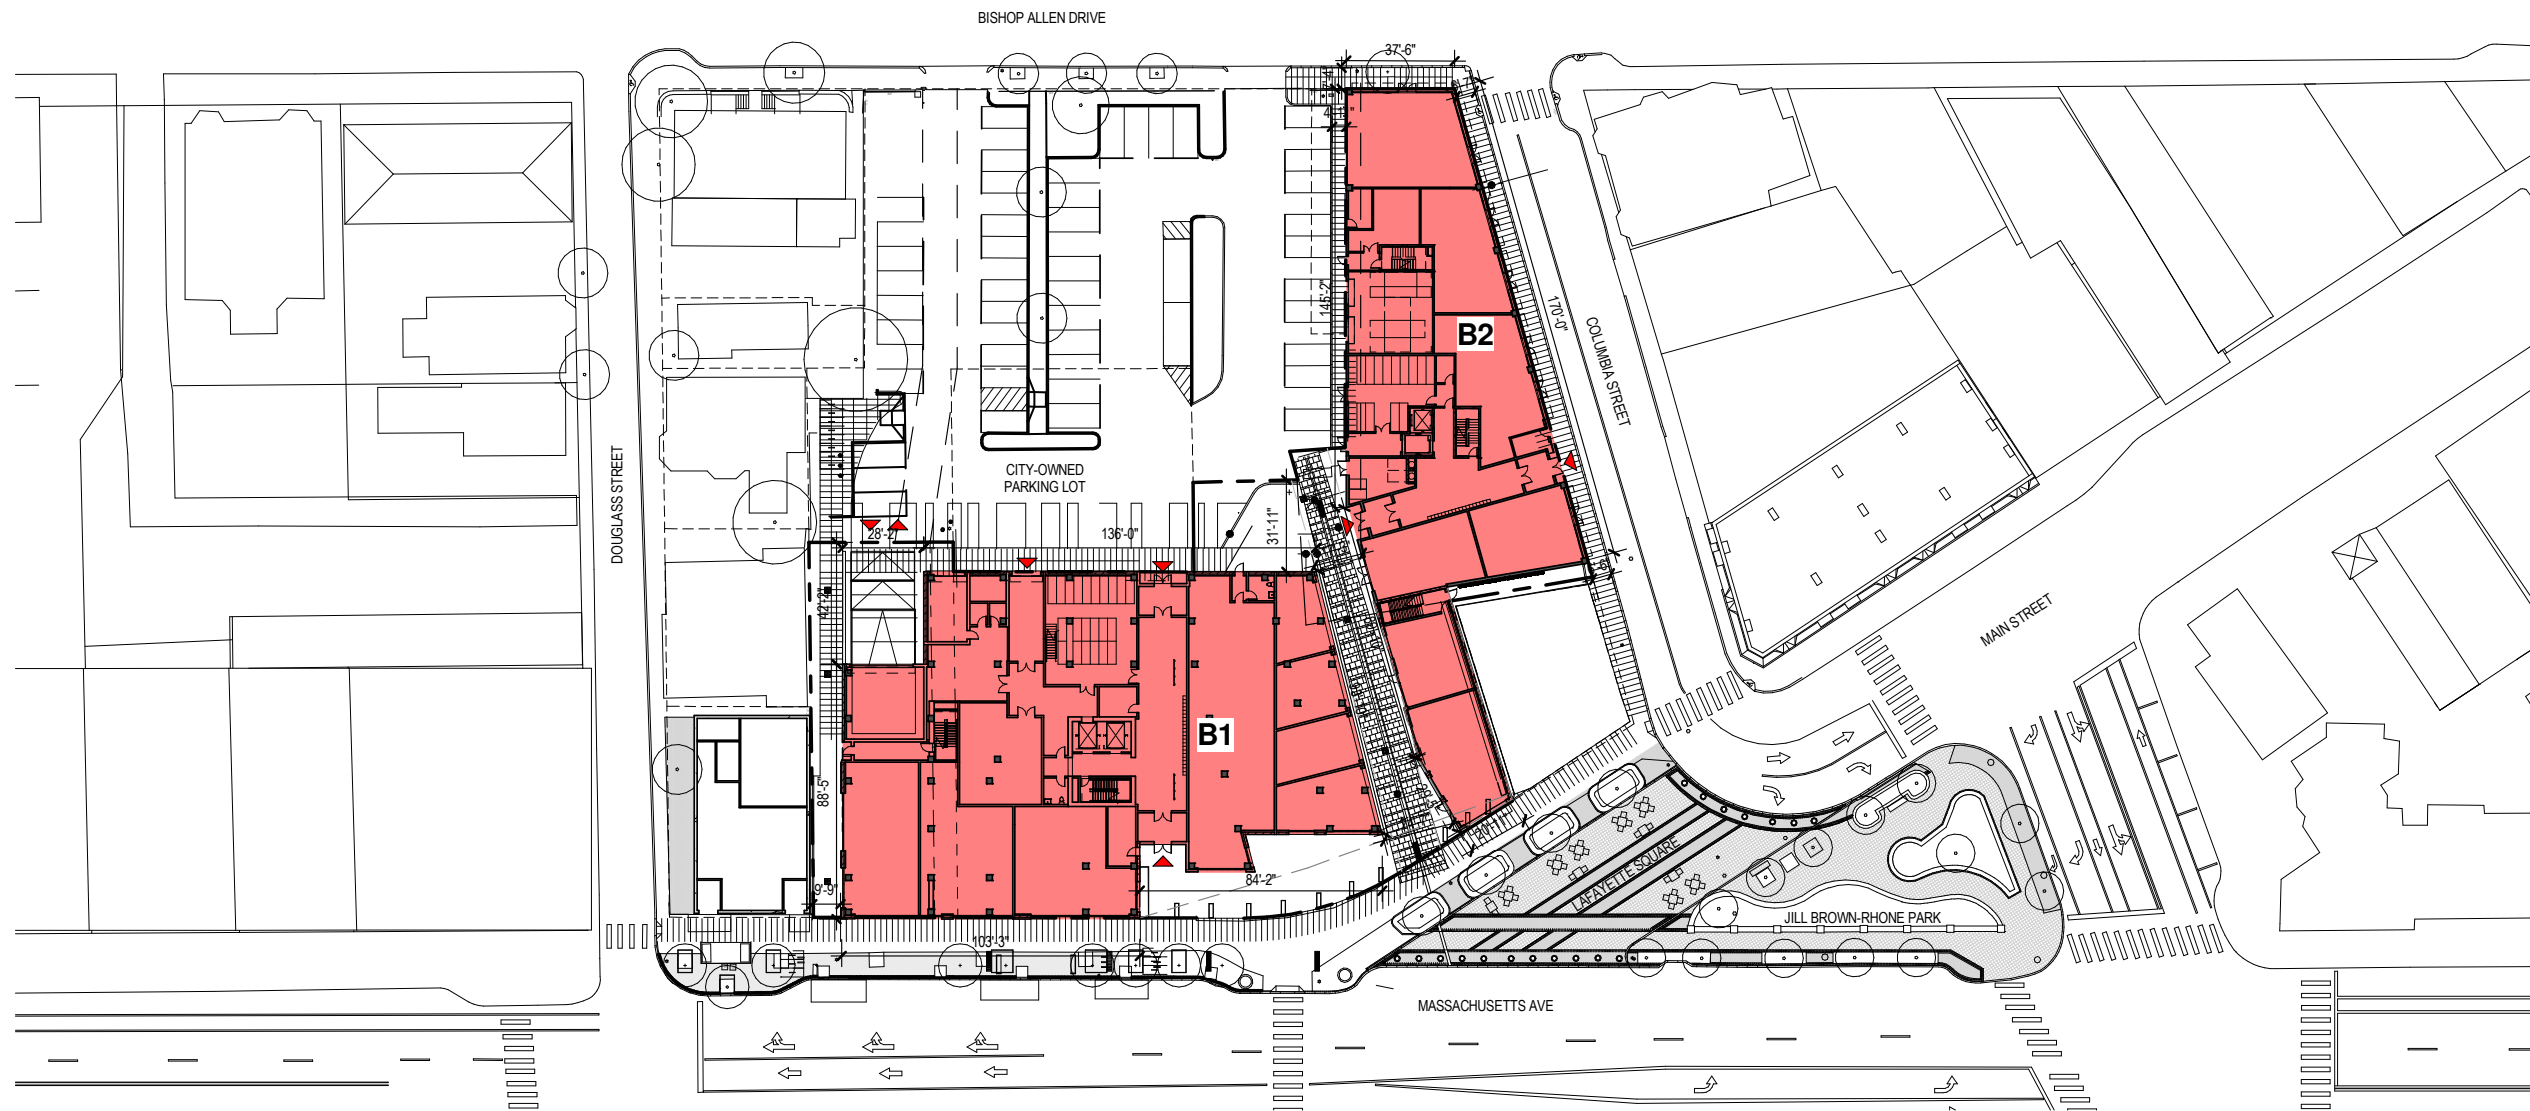 BISHOP ALLEN DRIVE
37'-6"
145'-2"
170'-0"
COLUMBIA STREET
B2
DOUGLASS STREET
CITY-OWNED
PARKING LOT
28'-2"
136'-0"
31'-11"
42'-2"
MAIN STREET
B1
88'-5"
20'-11"
9'-9"
84'-2"
LAFAYETTE SQUARE
JILL BROWN-RHONE PARK
103'-3"
MASSACHUSETTS AVE